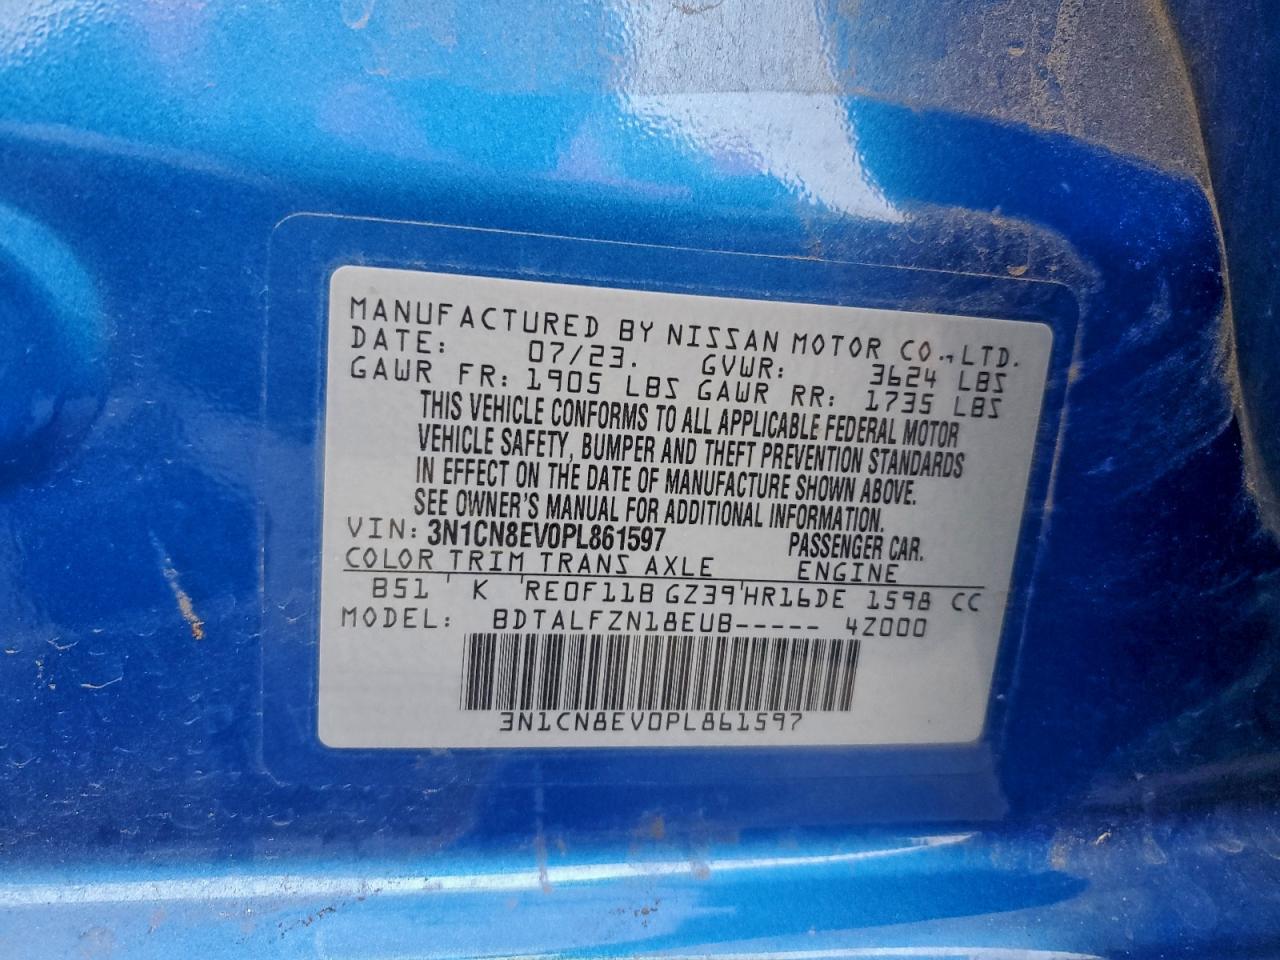 MANUFACTURED BY NISSAN MOTOR CO., LTD.
DATE: 07/23. GVWR: 3624 LBS
GAWR FR: 1905 LBS GAWR RR: 1735 LBS
THIS VEHICLE CONFORMS TO ALL APPLICABLE FEDERAL MOTOR
VEHICLE SAFETY, BUMPER AND THEFT PREVENTION STANDARDS
IN EFFECT ON THE DATE OF MANUFACTURE SHOWN ABOVE.
SEE OWNER'S MANUAL FOR ADDITIONAL INFORMATION.
VIN: 3N1CN8EV0PL861597 PASSENGER CAR.
COLOR TRIM TRANS AXLE ENGINE
B51 ' K 'RE0F11B GZ39'HR16DE 1598 CC
MODEL: BDTALFZN18EUB----- 4Z000
3N1CN8EV0PL861597